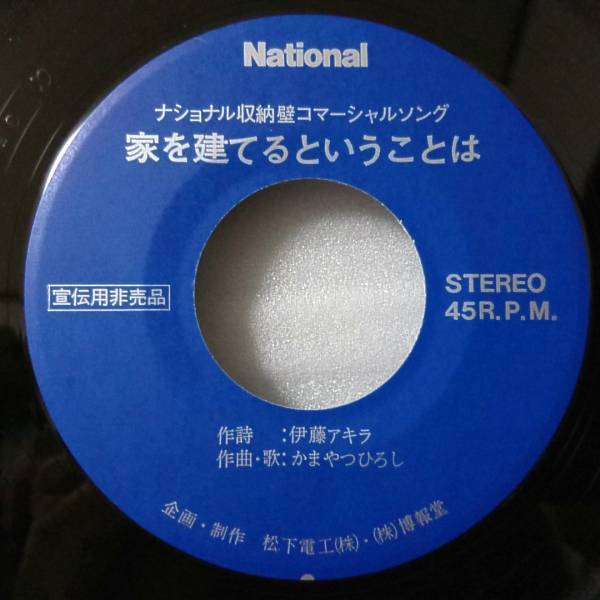 National
ナショナル収納壁コマーシャルソング
家を建てるということは
宣伝用非売品
STEREO
45R.P.M.
作詩　：伊藤アキラ
作曲・歌：かまやつひろし
企画・制作　松下電工(株)・(株)博報堂